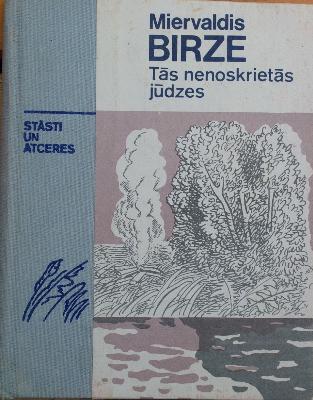 Miervaldis
BIRZE
Tās nenoskrietās
jūdzes
STĀSTI
UN
ATCERES